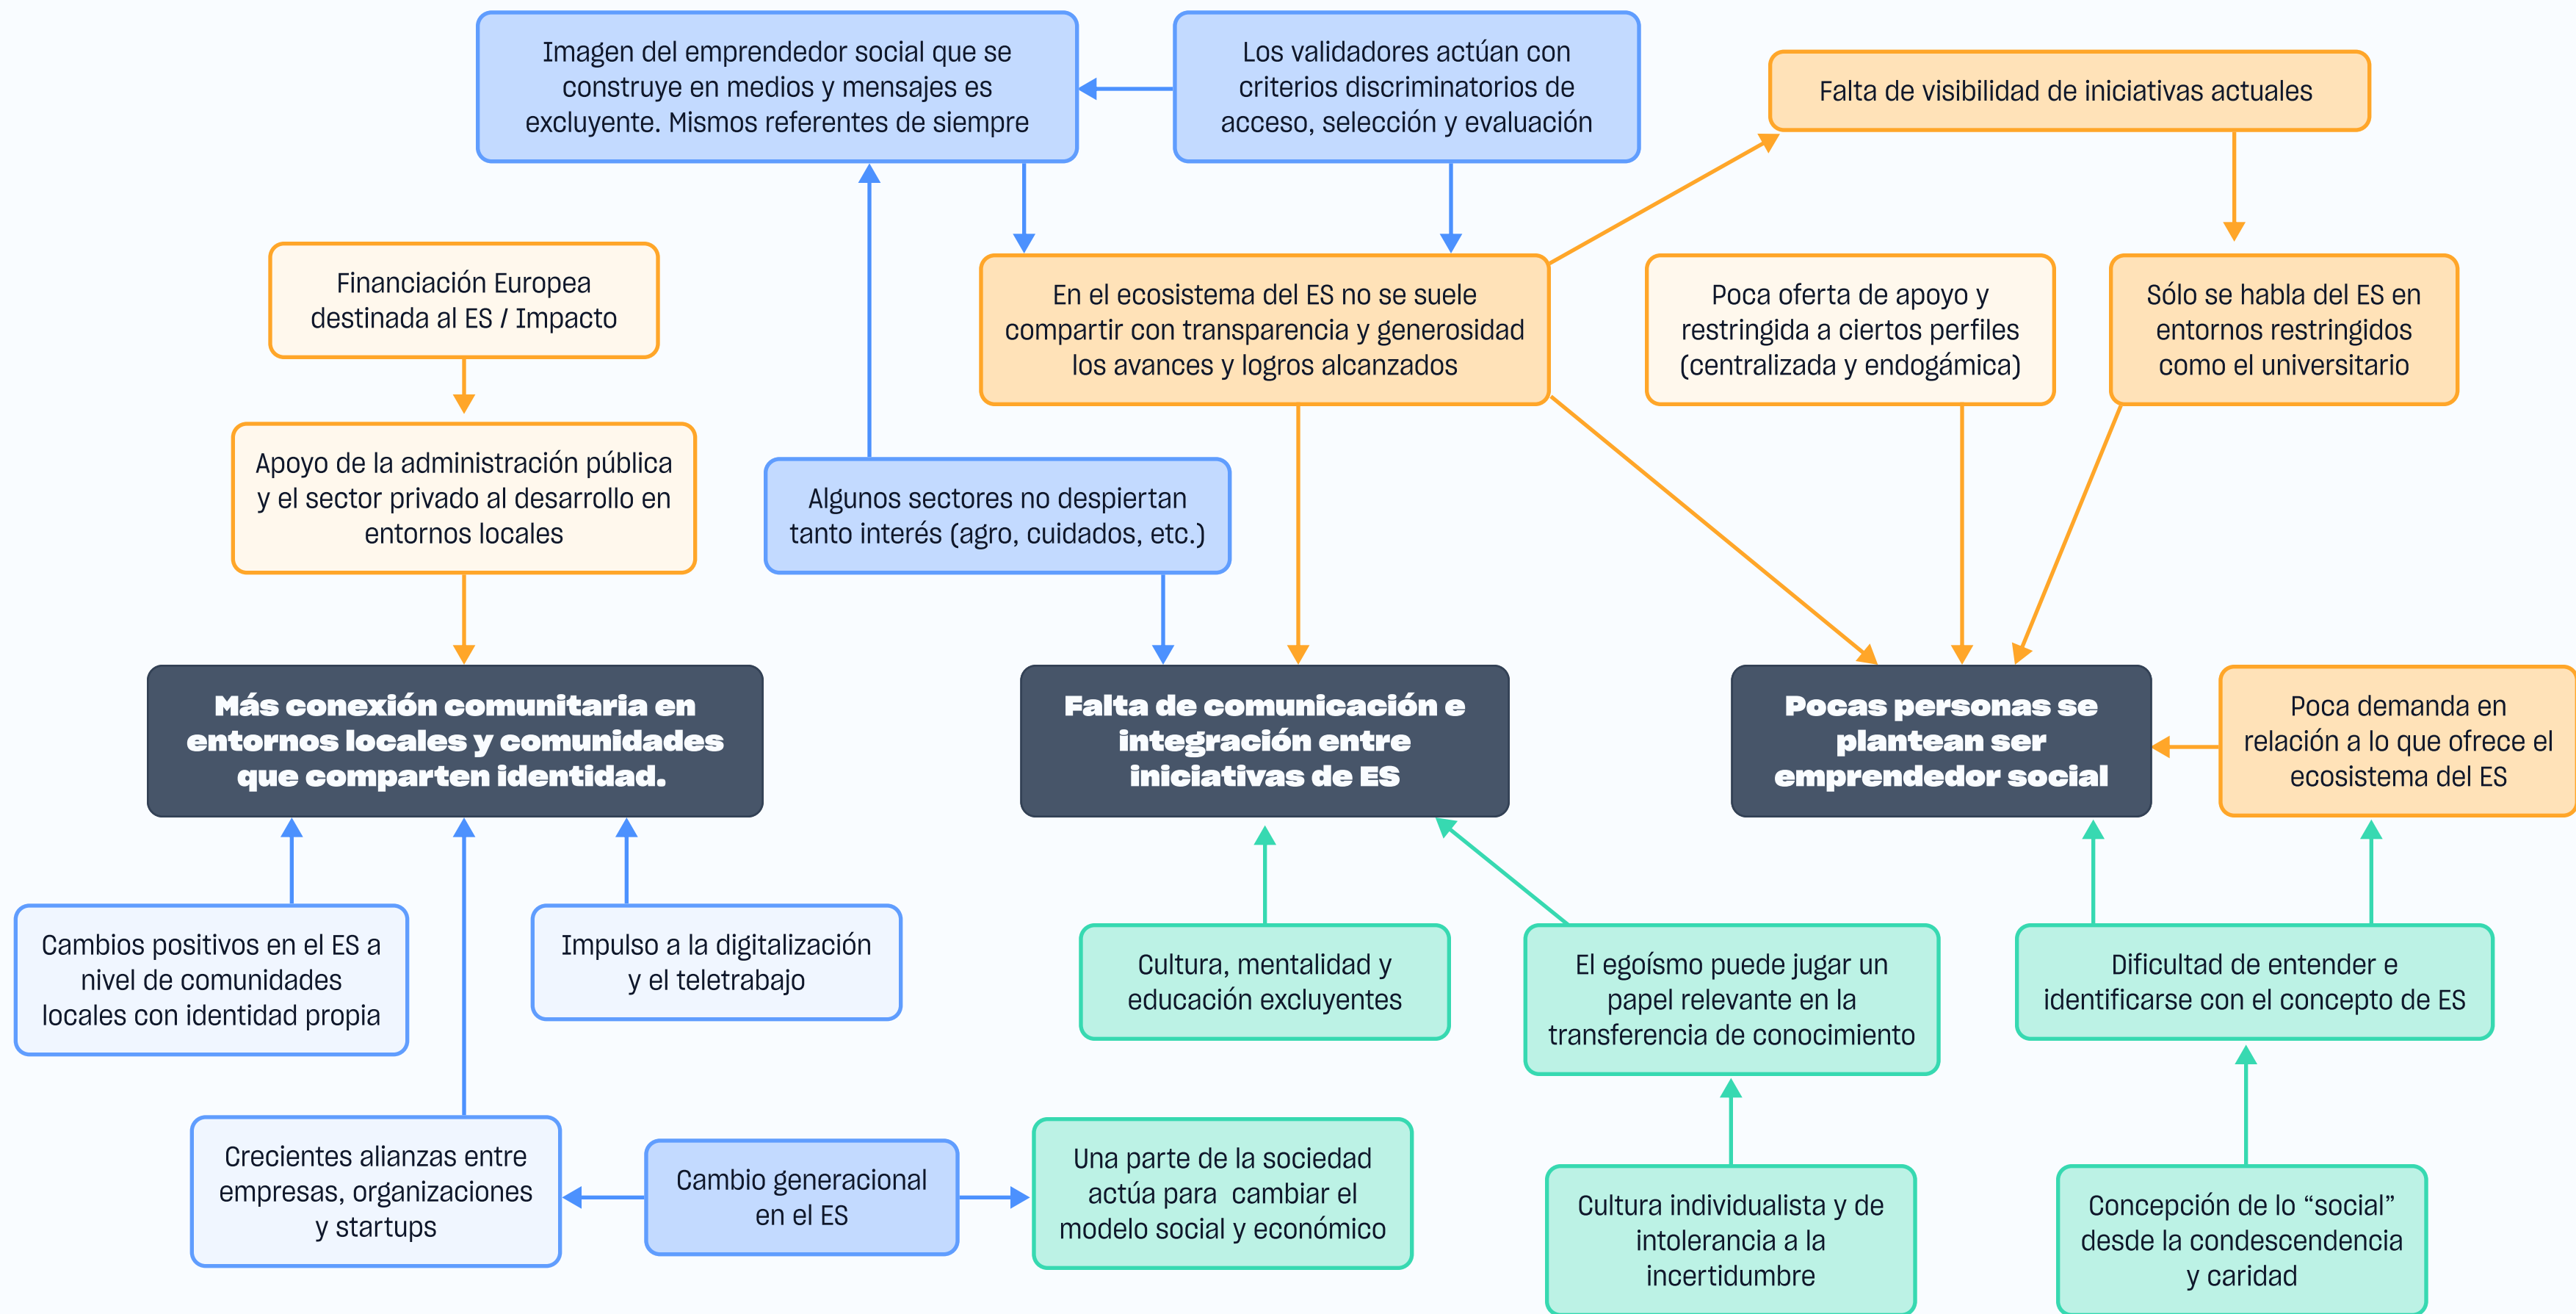 Imagen del emprendedor social que se
construye en medios y mensajes es
excluyente. Mismos referentes de siempre
Los validadores actúan con
criterios discriminatorios de
acceso, selección y evaluación
Falta de visibilidad de iniciativas actuales
Financiación Europea
destinada al ES / Impacto
En el ecosistema del ES no se suele
compartir con transparencia y generosidad
los avances y logros alcanzados
Poca oferta de apoyo y
restringida a ciertos perfiles
(centralizada y endogámica)
Sólo se habla del ES en
entornos restringidos
como el universitario
Apoyo de la administración pública
y el sector privado al desarrollo en
entornos locales
Algunos sectores no despiertan
tanto interés (agro, cuidados, etc.)
Más conexión comunitaria en
entornos locales y comunidades
que comparten identidad.
Falta de comunicación e
integración entre
iniciativas de ES
Pocas personas se
plantean ser
emprendedor social
Poca demanda en
relación a lo que ofrece el
ecosistema del ES
Cambios positivos en el ES a
nivel de comunidades
locales con identidad propia
Impulso a la digitalización
y el teletrabajo
Cultura, mentalidad y
educación excluyentes
El egoísmo puede jugar un
papel relevante en la
transferencia de conocimiento
Dificultad de entender e
identificarse con el concepto de ES
Crecientes alianzas entre
empresas, organizaciones
y startups
Cambio generacional
en el ES
Una parte de la sociedad
actúa para  cambiar el
modelo social y económico
Cultura individualista y de
intolerancia a la
incertidumbre
Concepción de lo “social”
desde la condescendencia
y caridad